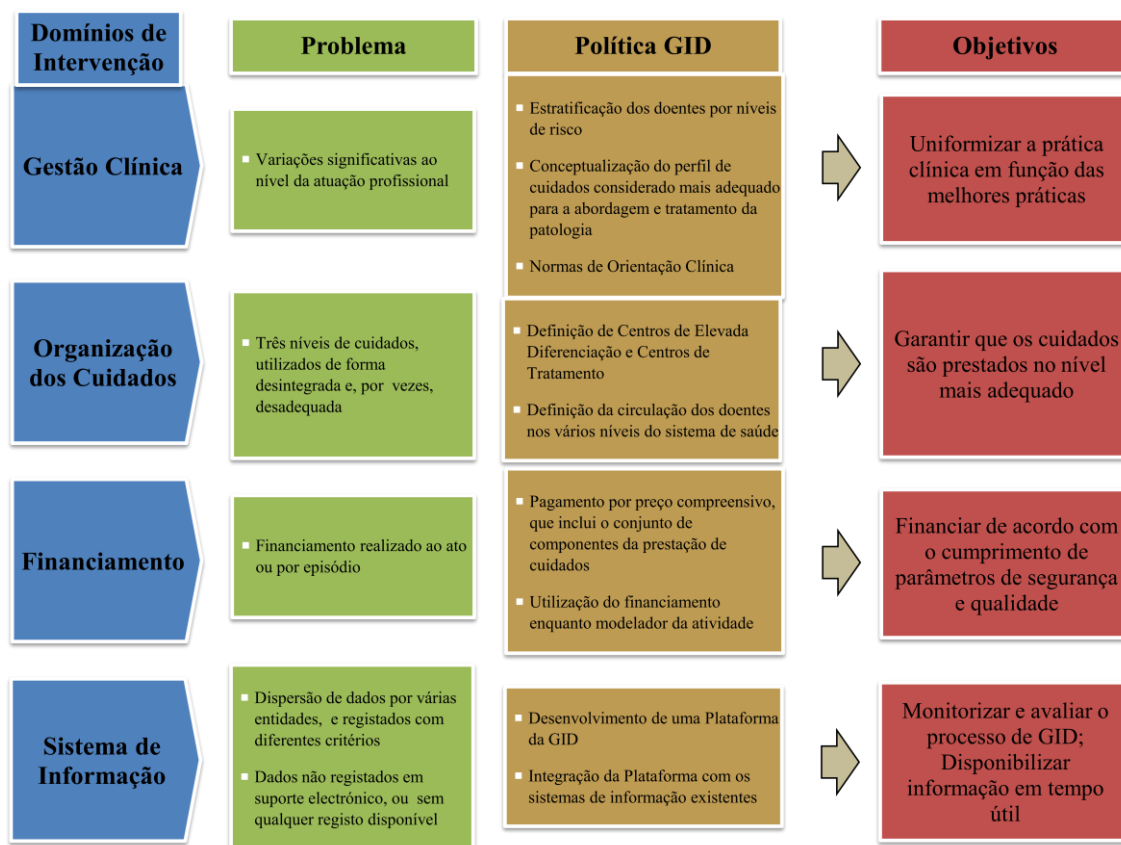 Domínios de
Intervenção
Problema
Política GID
Objetivos
Gestão Clínica
Variações significativas ao
nível da atuação profissional
Estratificação dos doentes por níveis
de risco
Conceptualização do perfil de
cuidados considerado mais adequado
para a abordagem e tratamento da
patologia
Normas de Orientação Clínica
Uniformizar a prática
clínica em função das
melhores práticas
Organização
dos Cuidados
Três níveis de cuidados,
utilizados de forma
desintegrada e, por vezes,
desadequada
Definição de Centros de Elevada
Diferenciação e Centros de
Tratamento
Definição da circulação dos doentes
nos vários níveis do sistema de saúde
Garantir que os cuidados
são prestados no nível
mais adequado
Financiamento
Financiamento realizado ao ato
ou por episódio
Pagamento por preço compreensivo,
que inclui o conjunto de
componentes da prestação de
cuidados
Utilização do financiamento
enquanto modelador da atividade
Financiar de acordo com
o cumprimento de
parâmetros de segurança
e qualidade
Sistema de
Informação
Dispersão de dados por várias
entidades, e registados com
diferentes critérios
Dados não registados em
suporte electrónico, ou sem
qualquer registo disponível
Desenvolvimento de uma Plataforma
da GID
Integração da Plataforma com os
sistemas de informação existentes
Monitorizar e avaliar o
processo de GID;
Disponibilizar
informação em tempo
útil